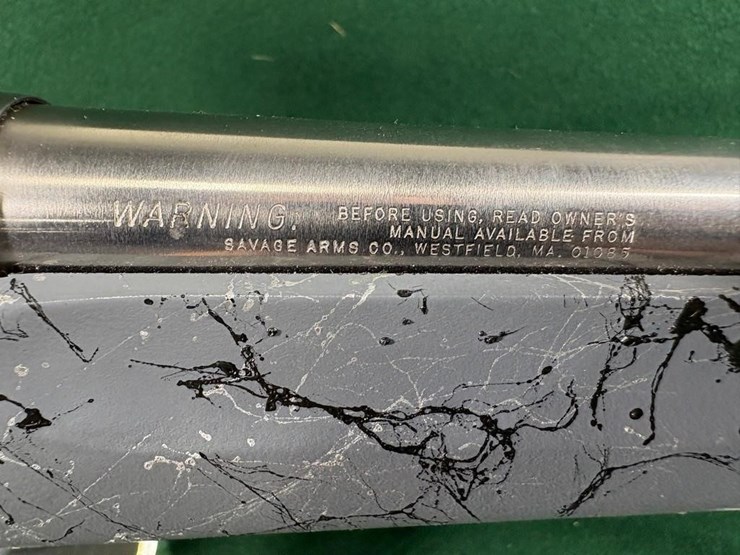 WARNING, BEFORE USING, READ OWNER'S
MANUAL AVAILABLE FROM
SAVAGE ARMS CO., WESTFIELD, MA. 01085